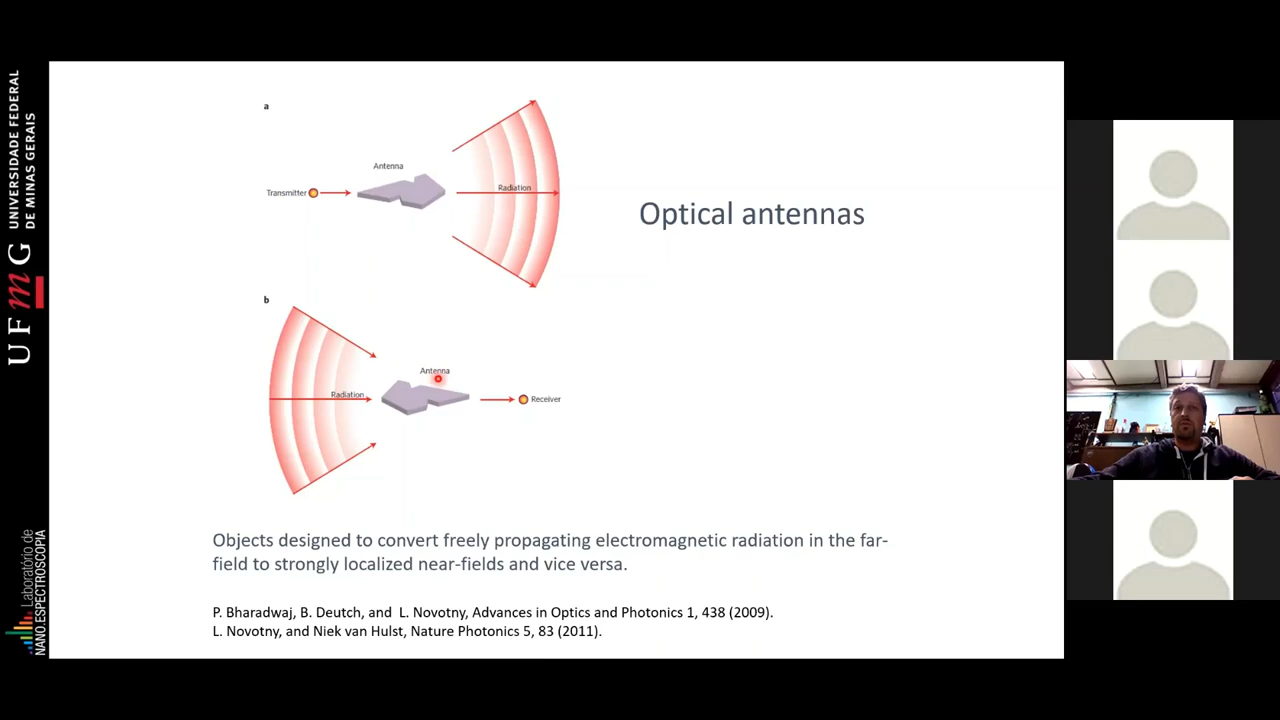 UNIVERSIDADE FEDERAL
DE MINAS GERAIS
UFmG
Laboratório de
NANO.ESPECTROSCOPIA
a
Antenna
Transmitter
Radiation
Optical antennas
b
Antenna
Radiation
Receiver
Objects designed to convert freely propagating electromagnetic radiation in the far-
field to strongly localized near-fields and vice versa.
P. Bharadwaj, B. Deutch, and L. Novotny, Advances in Optics and Photonics 1, 438 (2009).
L. Novotny, and Niek van Hulst, Nature Photonics 5, 83 (2011).